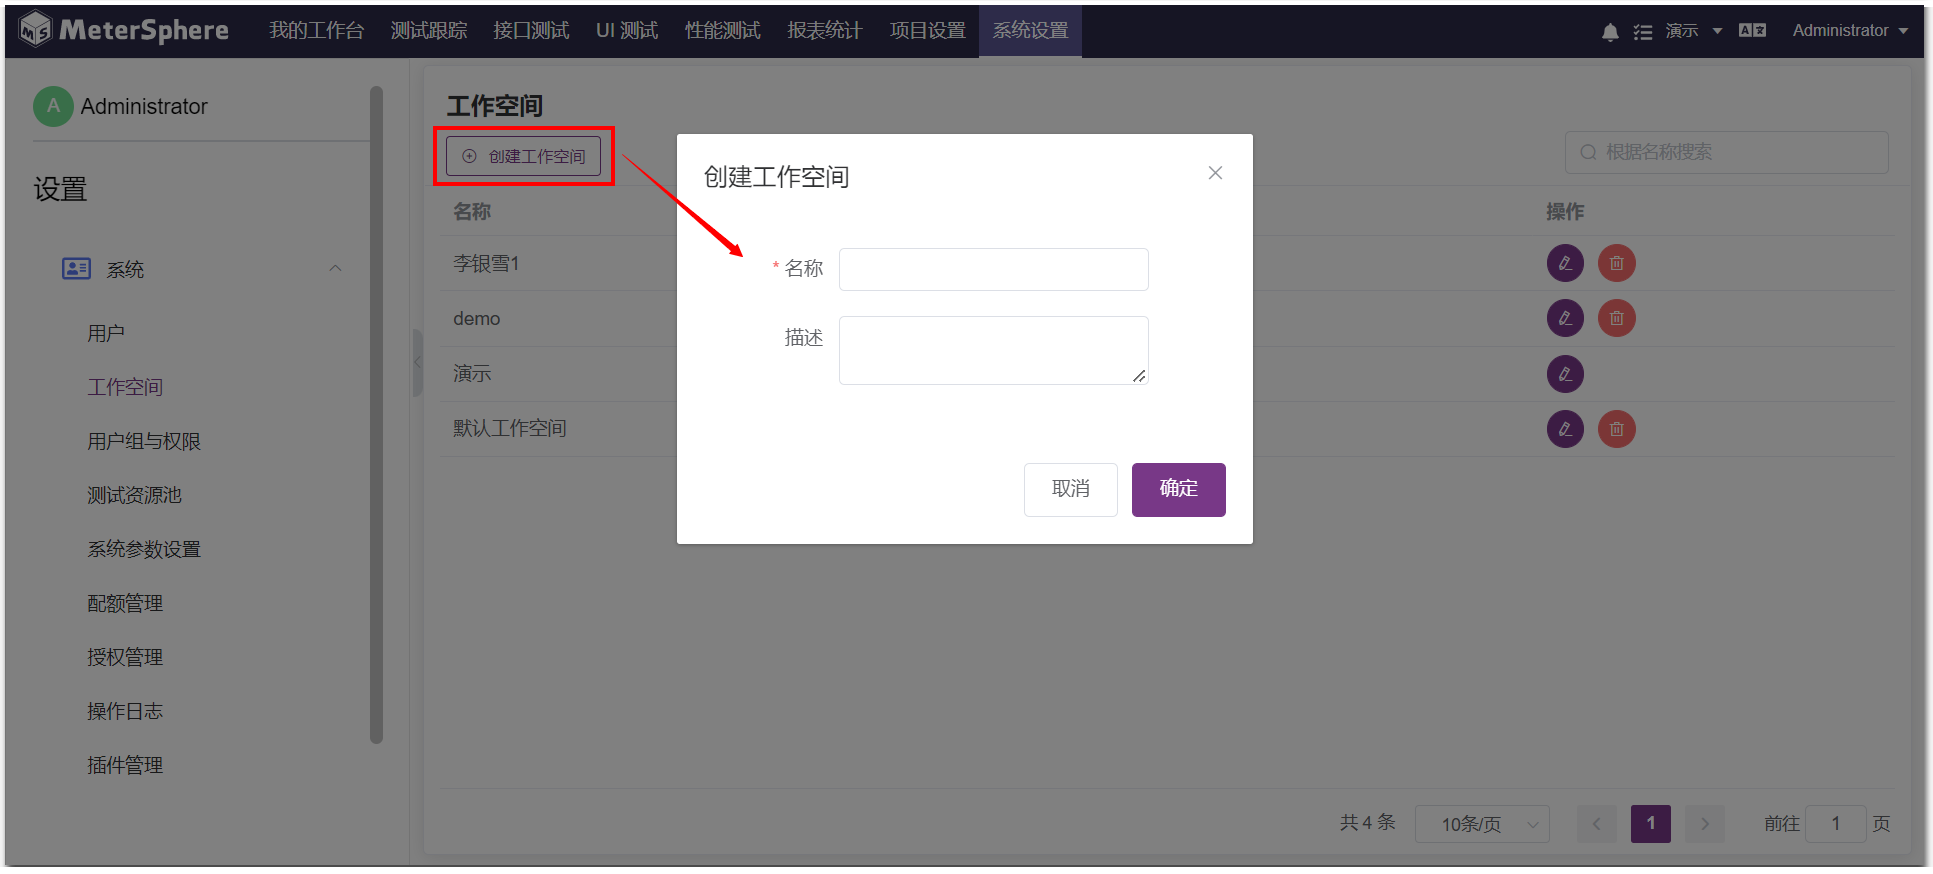 MeterSphere 我的工作台 测试跟踪 接口测试 UI 测试 性能测试 报表统计 项目设置 系统设置 演示 Administrator
A Administrator
设置
系统
用户
工作空间
用户组与权限
测试资源池
系统参数设置
配额管理
授权管理
操作日志
插件管理
工作空间
创建工作空间
根据名称搜索
名称 操作
李银雪1
demo
演示
默认工作空间
创建工作空间
* 名称
描述
取消 确定
共 4 条 10条/页 1 前往 1 页